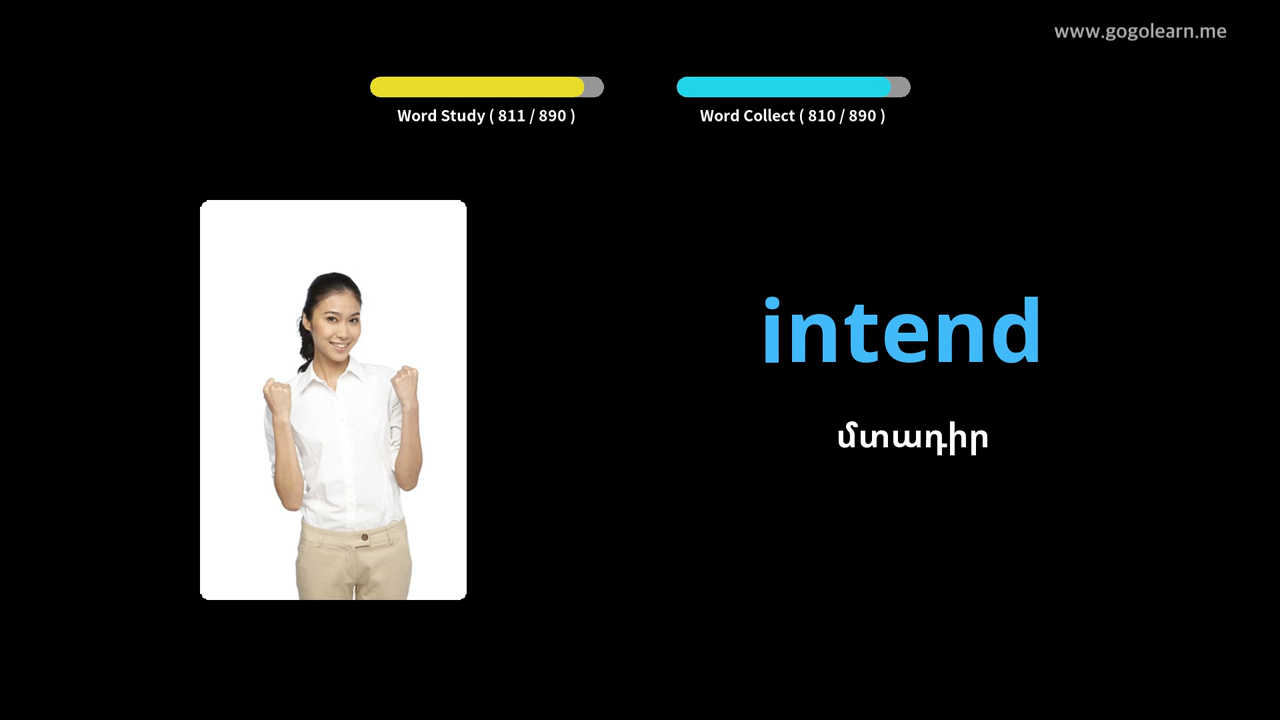 www.gogolearn.me
Word Study ( 811 / 890 )
Word Collect ( 810 / 890 )
intend
մտադիր